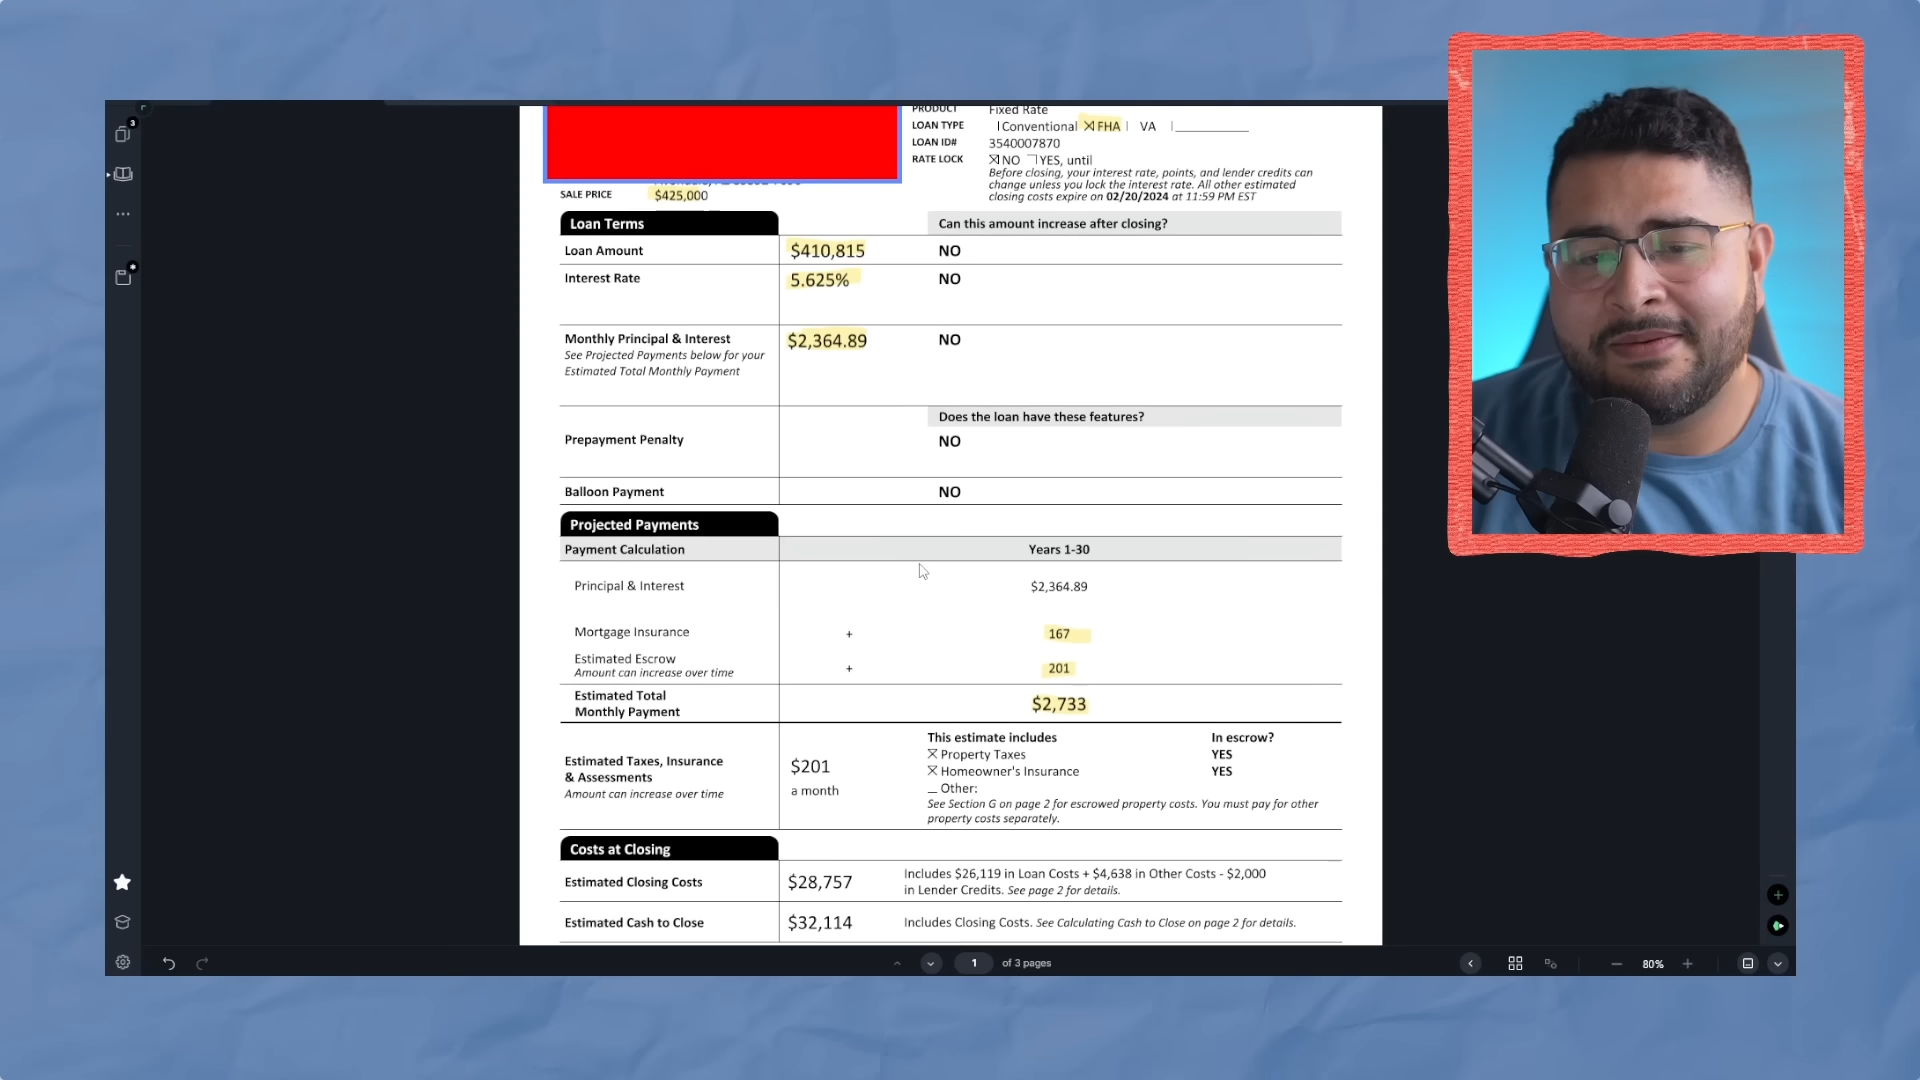 PRODUCT Fixed Rate
LOAN TYPE Conventional FHA VA
LOAN ID# 3540007870
RATE LOCK NO YES, until
Before closing, your interest rate, points, and lender credits can
change unless you lock the interest rate. All other estimated
closing costs expire on 02/20/2024 at 11:59 PM EST
SALE PRICE $425,000
Loan Terms Can this amount increase after closing?
Loan Amount $410,815 NO
Interest Rate 5.625% NO
Monthly Principal & Interest $2,364.89 NO
See Projected Payments below for your
Estimated Total Monthly Payment
Does the loan have these features?
Prepayment Penalty NO
Balloon Payment NO
Projected Payments
Payment Calculation Years 1-30
Principal & Interest $2,364.89
Mortgage Insurance + 167
Estimated Escrow + 201
Amount can increase over time
Estimated Total
Monthly Payment $2,733
Estimated Taxes, Insurance
& Assessments
Amount can increase over time
$201
a month
This estimate includes In escrow?
Property Taxes YES
Homeowner's Insurance YES
Other:
See Section G on page 2 for escrowed property costs. You must pay for other
property costs separately.
Costs at Closing
Estimated Closing Costs $28,757 Includes $26,119 in Loan Costs + $4,638 in Other Costs - $2,000
in Lender Credits. See page 2 for details.
Estimated Cash to Close $32,114 Includes Closing Costs. See Calculating Cash to Close on page 2 for details.
3
1 of 3 pages
80%